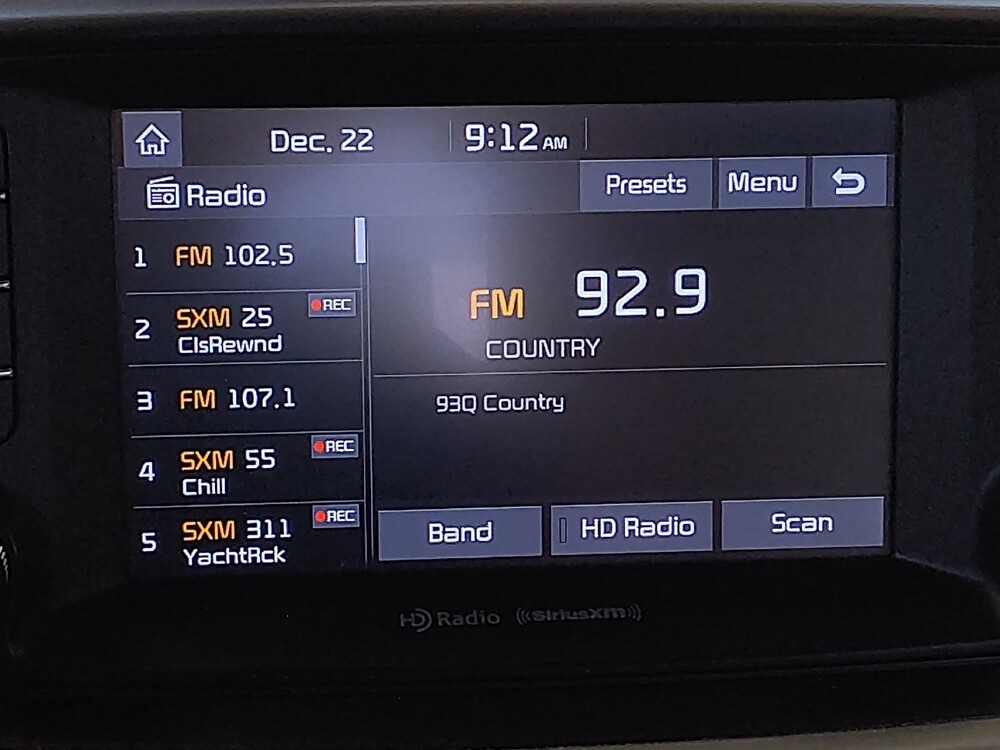 Dec. 22 9:12 AM
Radio Presets Menu
1 FM 102.5
2 SXM 25 REC
ClsRewnd
3 FM 107.1
4 SXM 55 REC
Chill
5 SXM 311 REC
YachtRck
FM 92.9
COUNTRY
93Q Country
Band HD Radio Scan
HD Radio ((SiriusXM))